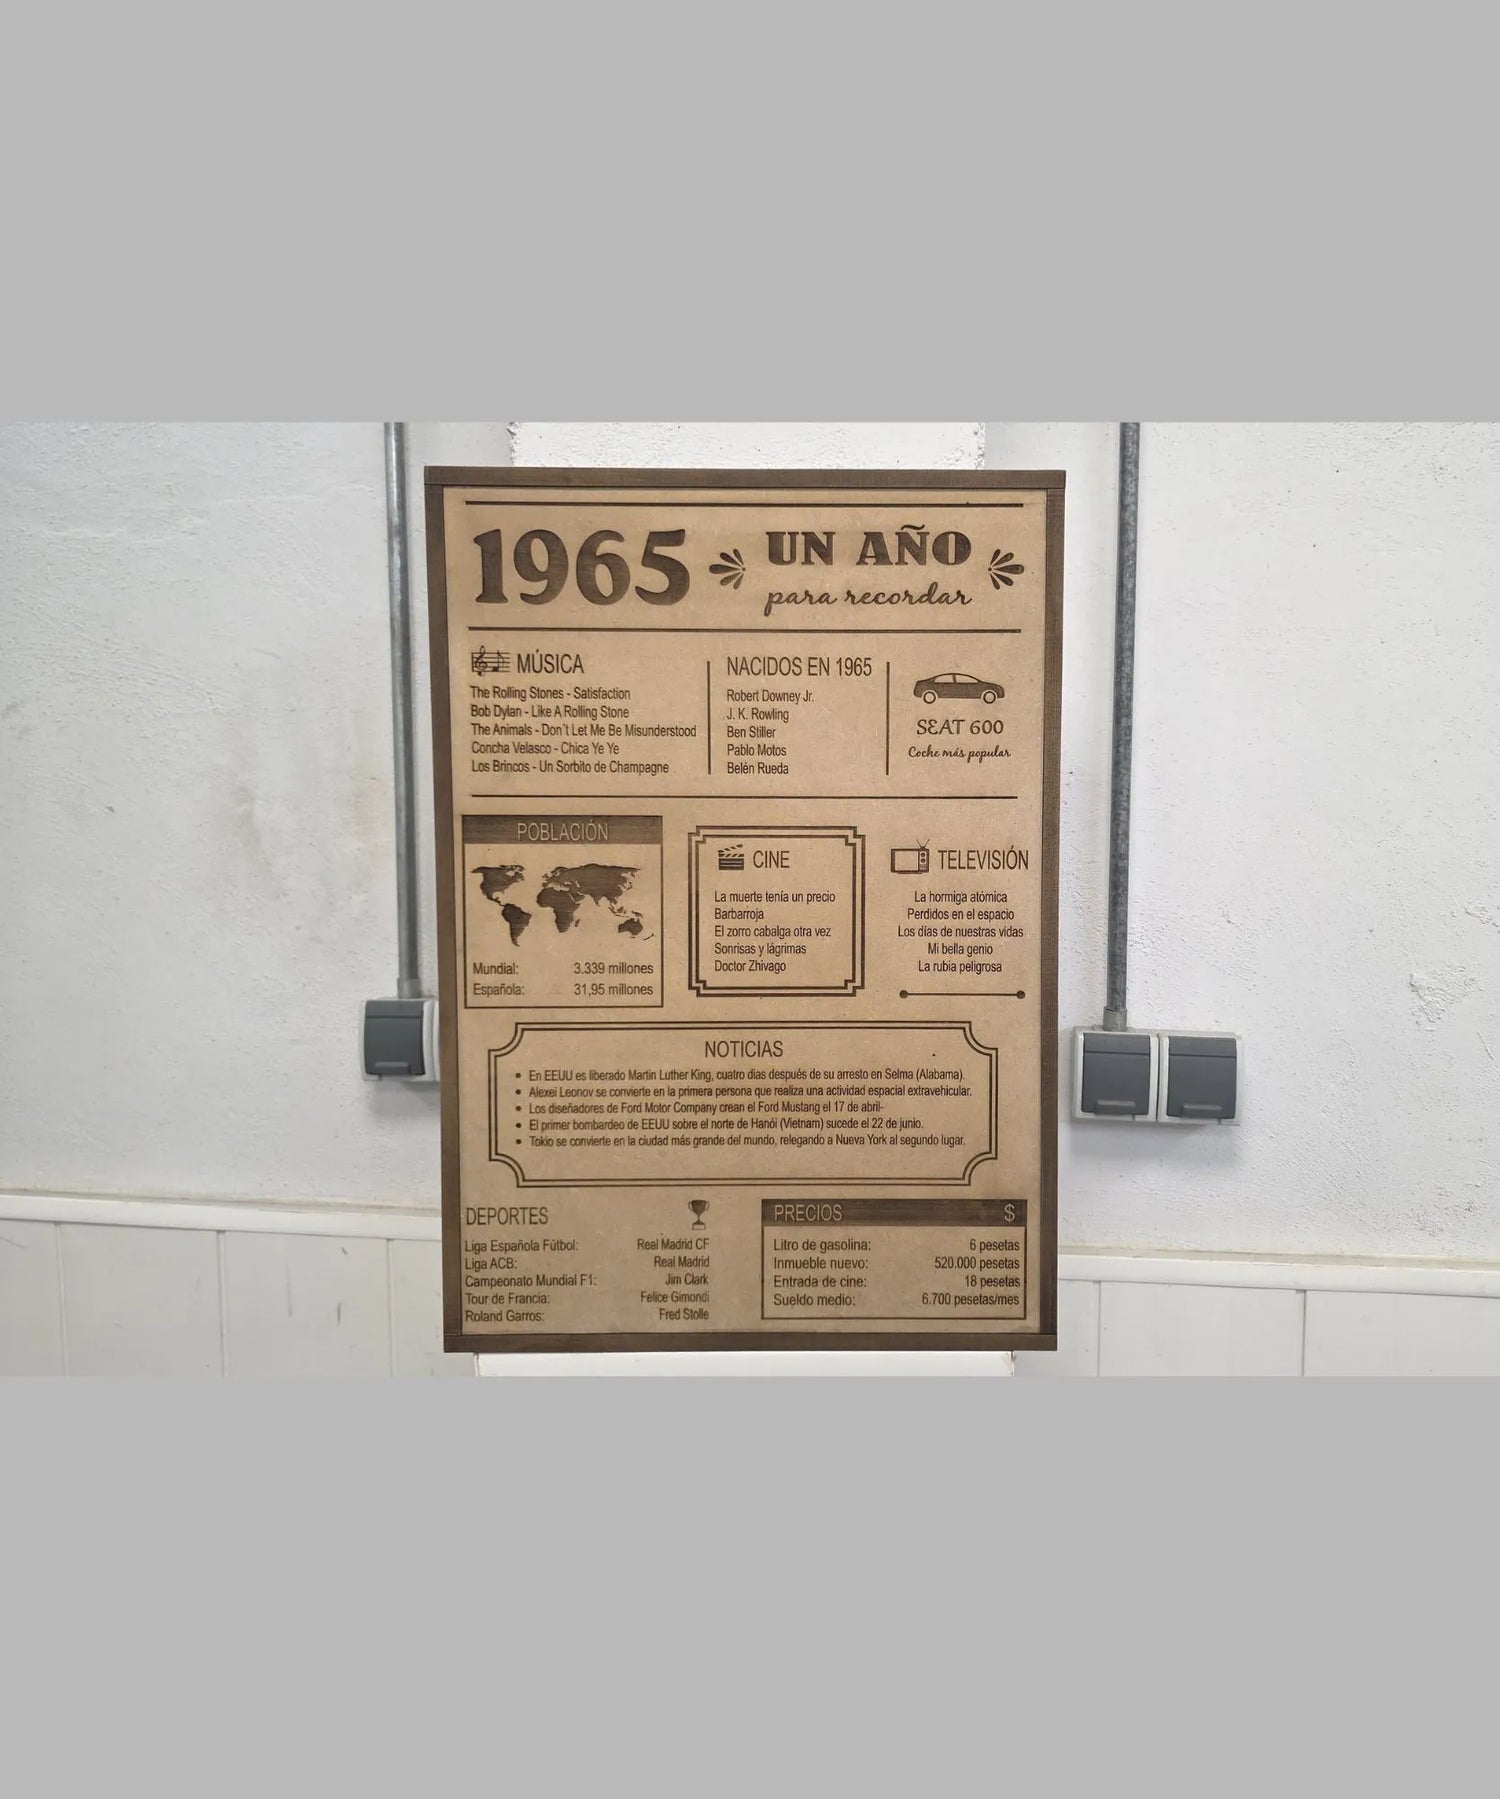 1965
UN AÑO
para recordar
MÚSICA
The Rolling Stones - Satisfaction
Bob Dylan - Like A Rolling Stone
The Animals - Don´t Let Me Be Misunderstood
Concha Velasco - Chica Ye Ye
Los Brincos - Un Sorbito de Champagne
NACIDOS EN 1965
Robert Downey Jr.
J. K. Rowling
Ben Stiller
Pablo Motos
Belén Rueda
SEAT 600
Coche más popular
POBLACIÓN
Mundial: 3.339 millones
Española: 31,95 millones
CINE
La muerte tenía un precio
Barbarroja
El zorro cabalga otra vez
Sonrisas y lágrimas
Doctor Zhivago
TELEVISIÓN
La hormiga atómica
Perdidos en el espacio
Los días de nuestras vidas
Mi bella genio
La rubia peligrosa
NOTICIAS
• En EEUU es liberado Martin Luther King, cuatro dias después de su arresto en Selma (Alabama).
• Alexei Leonov se convierte en la primera persona que realiza una actividad espacial extravehicular.
• Los diseñadores de Ford Motor Company crean el Ford Mustang el 17 de abril-
• El primer bombardeo de EEUU sobre el norte de Hanói (Vietnam) sucede el 22 de junio.
• Tokio se convierte en la ciudad más grande del mundo, relegando a Nueva York al segundo lugar.
DEPORTES
Liga Española Fútbol: Real Madrid CF
Liga ACB: Real Madrid
Campeonato Mundial F1: Jim Clark
Tour de Francia: Felice Gimondi
Roland Garros: Fred Stolle
PRECIOS $
Litro de gasolina: 6 pesetas
Inmueble nuevo: 520.000 pesetas
Entrada de cine: 18 pesetas
Sueldo medio: 6.700 pesetas/mes